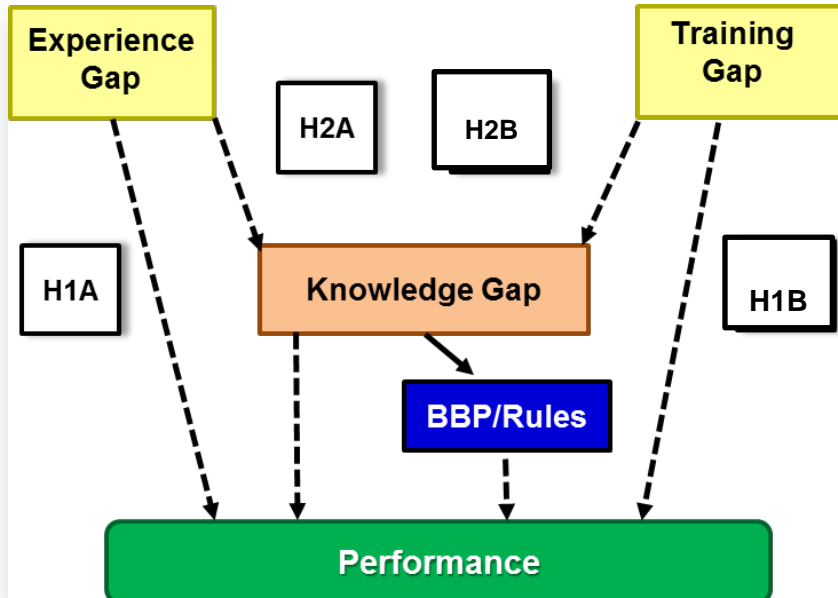 Experience
Gap
Training
Gap
H2A
H2B
H1A
Knowledge Gap
H1B
BBP/Rules
Performance